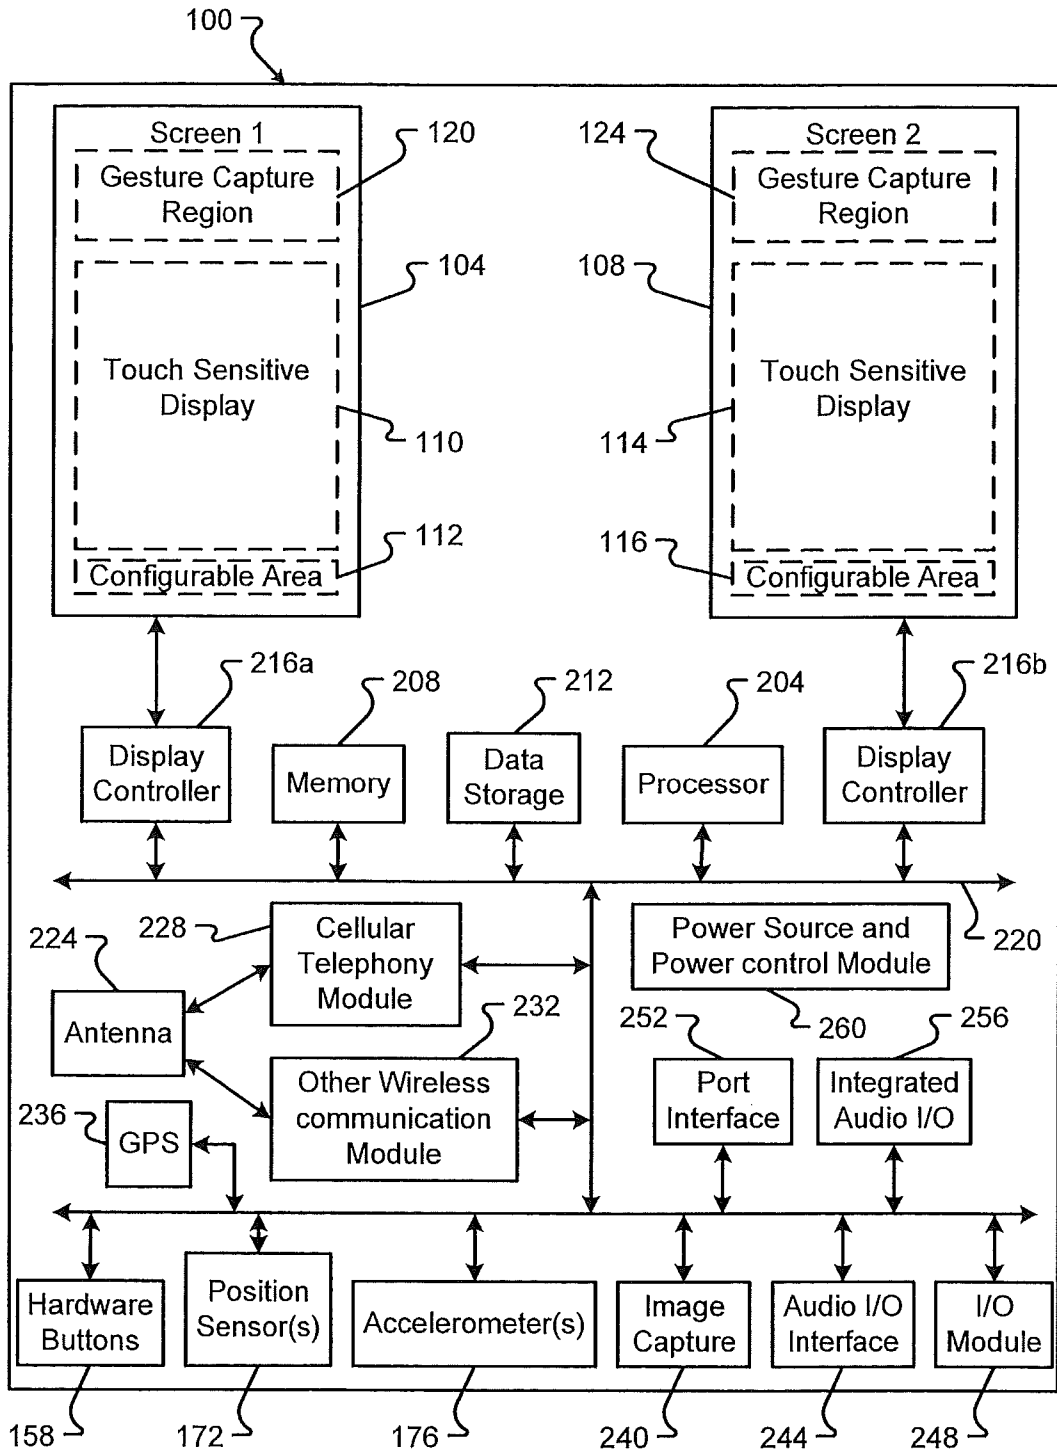 100
Screen 1
Gesture Capture
Region
120
Touch Sensitive
Display
104
110
112
Configurable Area
Screen 2
124
Gesture Capture
Region
108
Touch Sensitive
Display
114
116
Configurable Area
216a
208
212
204
216b
Display
Controller
Memory
Data
Storage
Processor
Display
Controller
220
224
228
Cellular
Telephony
Module
Power Source and
Power control Module
260
Antenna
232
Other Wireless
communication
Module
252
Port
Interface
256
Integrated
Audio I/O
236
GPS
Hardware
Buttons
Position
Sensor(s)
Accelerometer(s)
Image
Capture
Audio I/O
Interface
I/O
Module
158
172
176
240
244
248